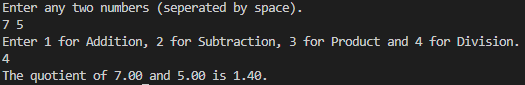 Enter any two numbers (seperated by space).
7 5
Enter 1 for Addition, 2 for Subtraction, 3 for Product and 4 for Division.
4
The quotient of 7.00 and 5.00 is 1.40.